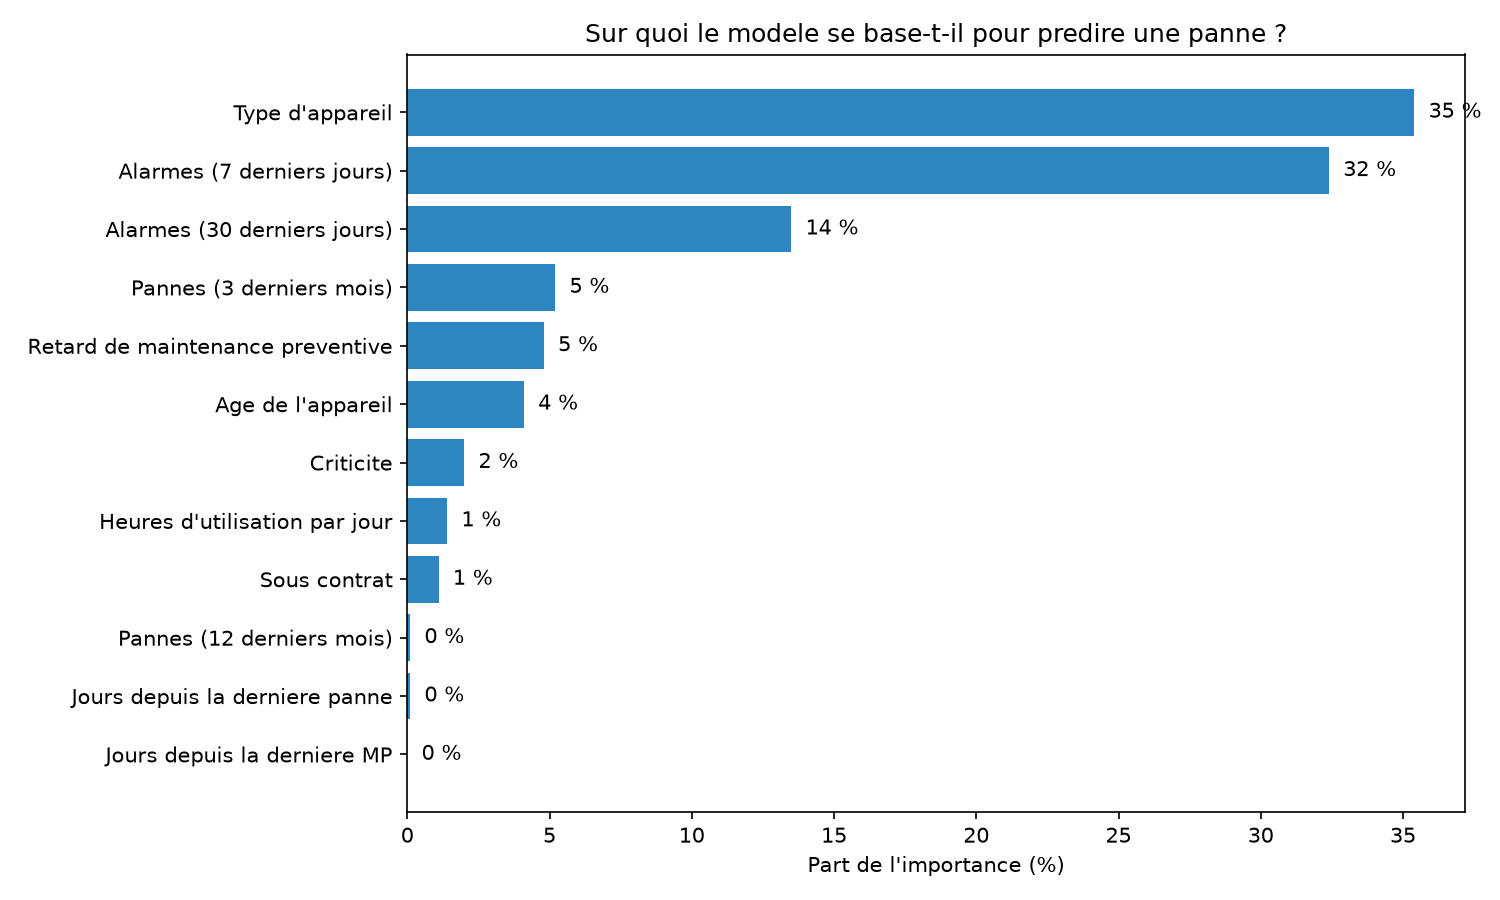 Sur quoi le modele se base-t-il pour predire une panne ?
Type d'appareil 35 %
Alarmes (7 derniers jours) 32 %
Alarmes (30 derniers jours) 14 %
Pannes (3 derniers mois) 5 %
Retard de maintenance preventive 5 %
Age de l'appareil 4 %
Criticite 2 %
Heures d'utilisation par jour 1 %
Sous contrat 1 %
Pannes (12 derniers mois) 0 %
Jours depuis la derniere panne 0 %
Jours depuis la derniere MP 0 %
0 5 10 15 20 25 30 35
Part de l'importance (%)